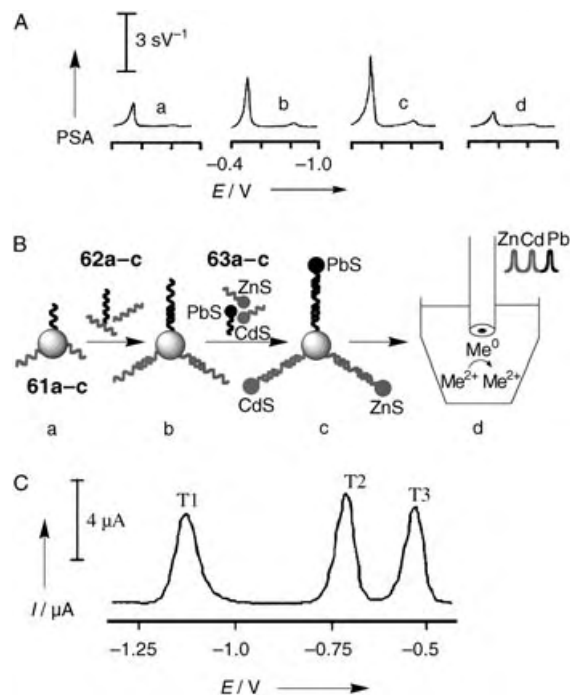 A
3 sV⁻¹
a
b
c
d
PSA
−0.4 −1.0
E / V
B
62a–c
63a–c
ZnS
PbS
CdS
61a–c
PbS
CdS
ZnS
Zn Cd Pb
Me⁰
Me²⁺ Me²⁺
a
b
c
d
C
4 µA
T1
T2
T3
I / µA
−1.25 −1.0 −0.75 −0.5
E / V